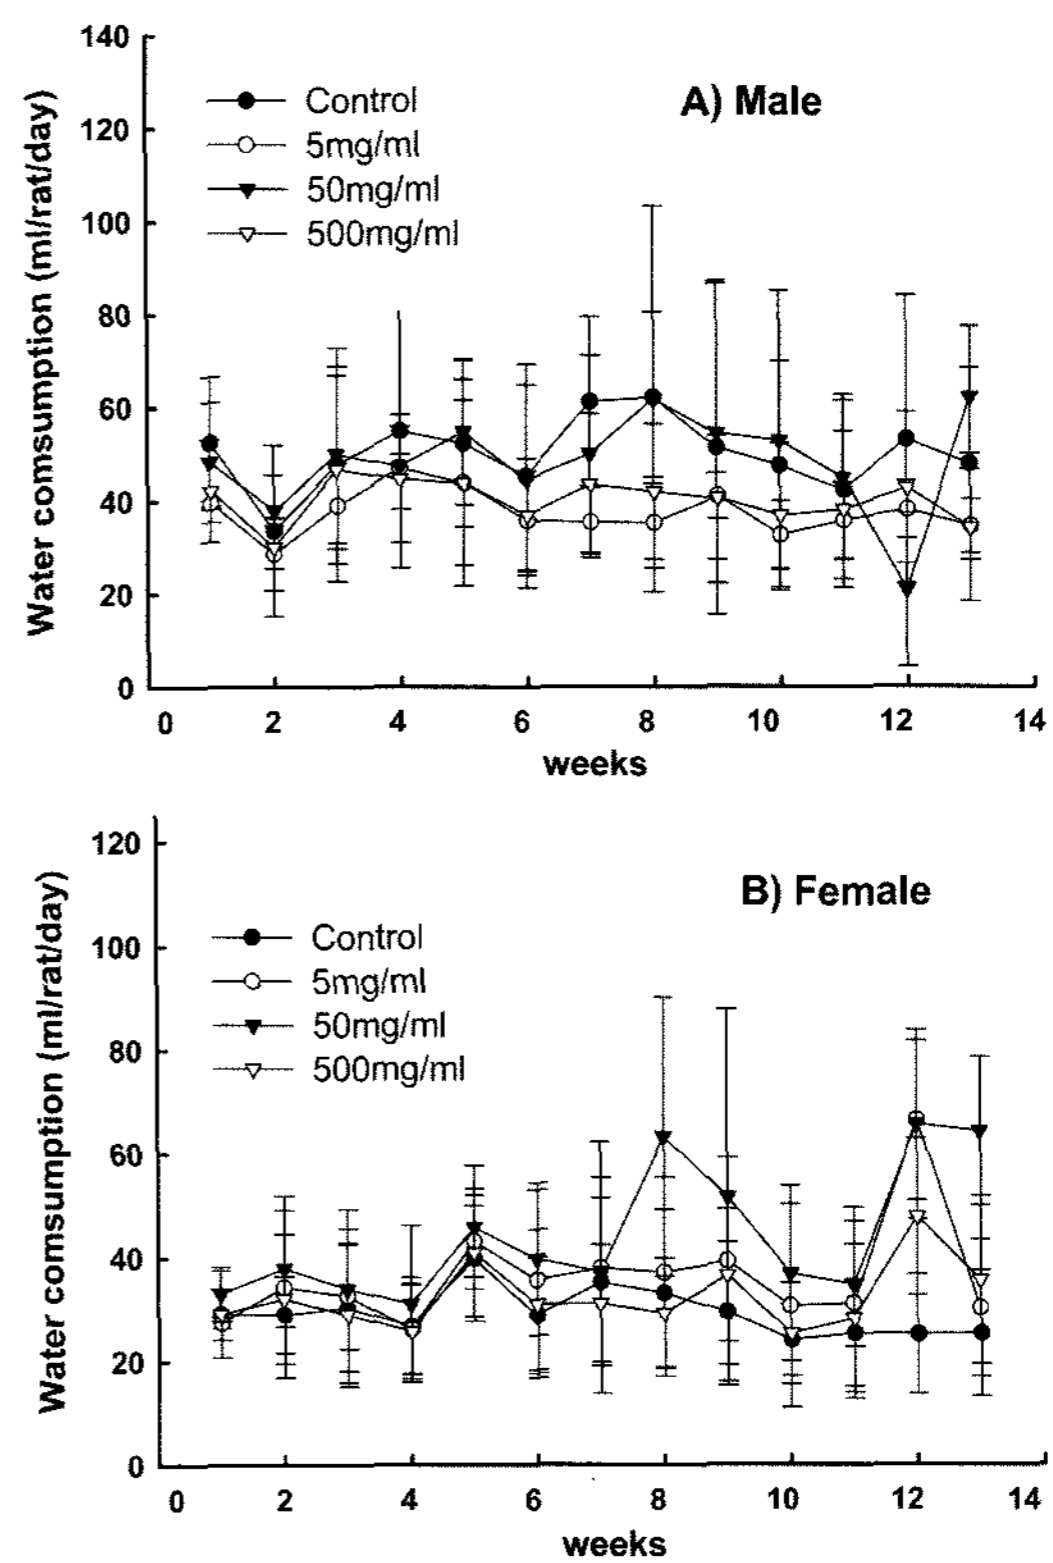 A) Male
Control
5mg/ml
50mg/ml
500mg/ml
Water comsumption (ml/rat/day)
140
120
100
80
60
40
20
0
0 2 4 6 8 10 12 14
weeks
B) Female
Control
5mg/ml
50mg/ml
500mg/ml
Water comsumption (ml/rat/day)
120
100
80
60
40
20
0
0 2 4 6 8 10 12 14
weeks